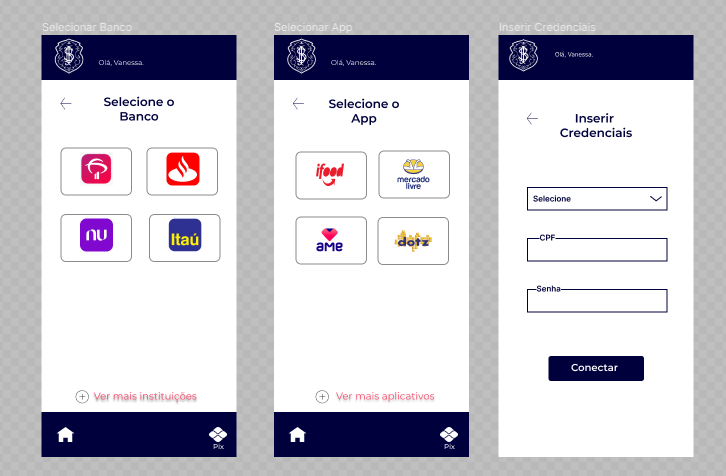 Selecionar Banco
Olá, Vanessa.
Selecione o
Banco
nu
Itaú
Ver mais instituições
Pix
Selecionar App
Olá, Vanessa.
Selecione o
App
ifood
mercado
livre
AMe
dotz
Ver mais aplicativos
Pix
Inserir Credenciais
Olá, Vanessa.
Inserir
Credenciais
Selecione
CPF
Senha
Conectar